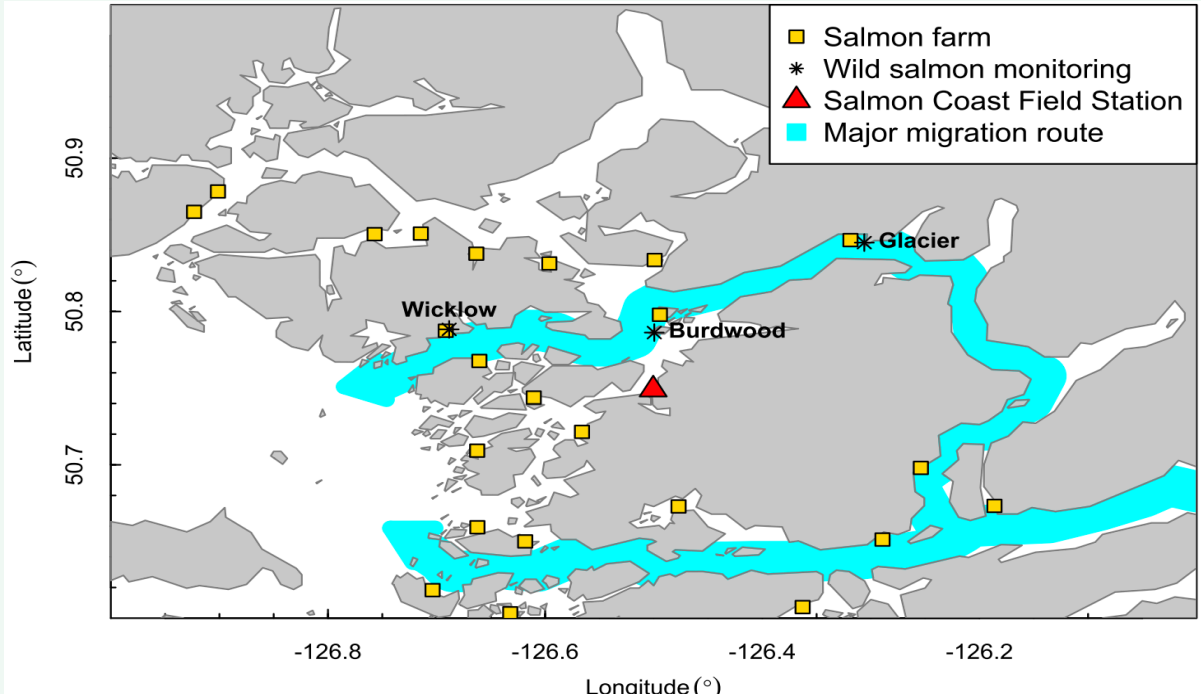 Salmon farm
Wild salmon monitoring
Salmon Coast Field Station
Major migration route
50.9
50.8
50.7
Latitude (°)
Glacier
Wicklow
Burdwood
-126.8
-126.6
-126.4
-126.2
Longitude (°)